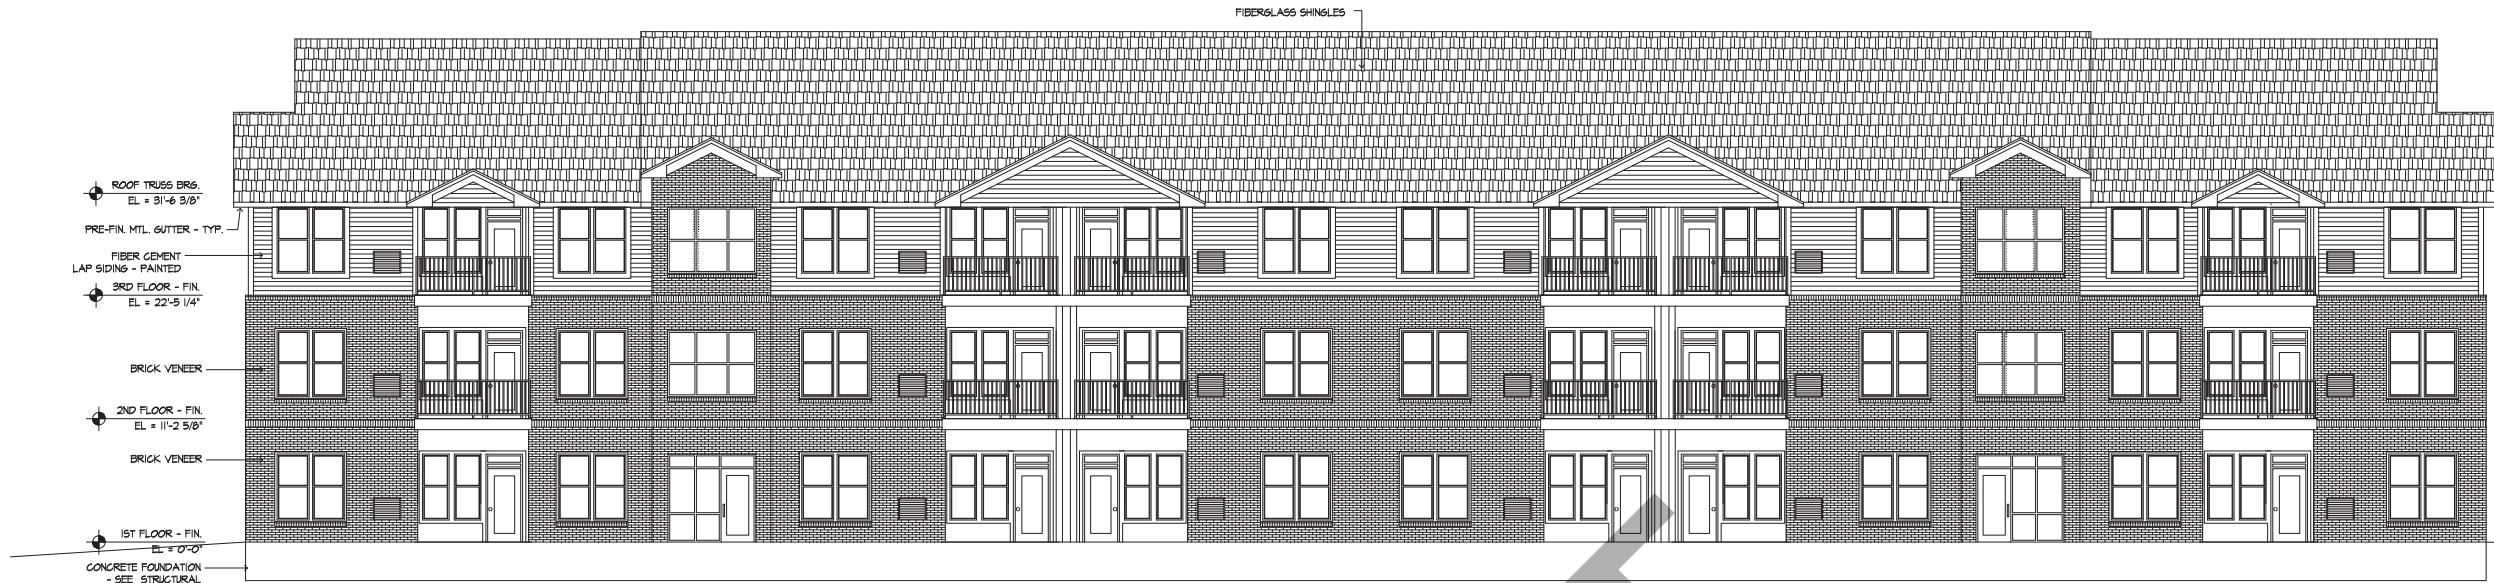 FIBERGLASS SHINGLES
ROOF TRUSS BRG.
EL = 31'-6 3/8"
PRE-FIN. MTL. GUTTER - TYP.
FIBER CEMENT
LAP SIDING - PAINTED
3RD FLOOR - FIN.
EL = 22'-5 1/4"
BRICK VENEER
2ND FLOOR - FIN.
EL = 11'-2 5/8"
BRICK VENEER
1ST FLOOR - FIN.
EL = 0'-0"
CONCRETE FOUNDATION
- SEE STRUCTURAL